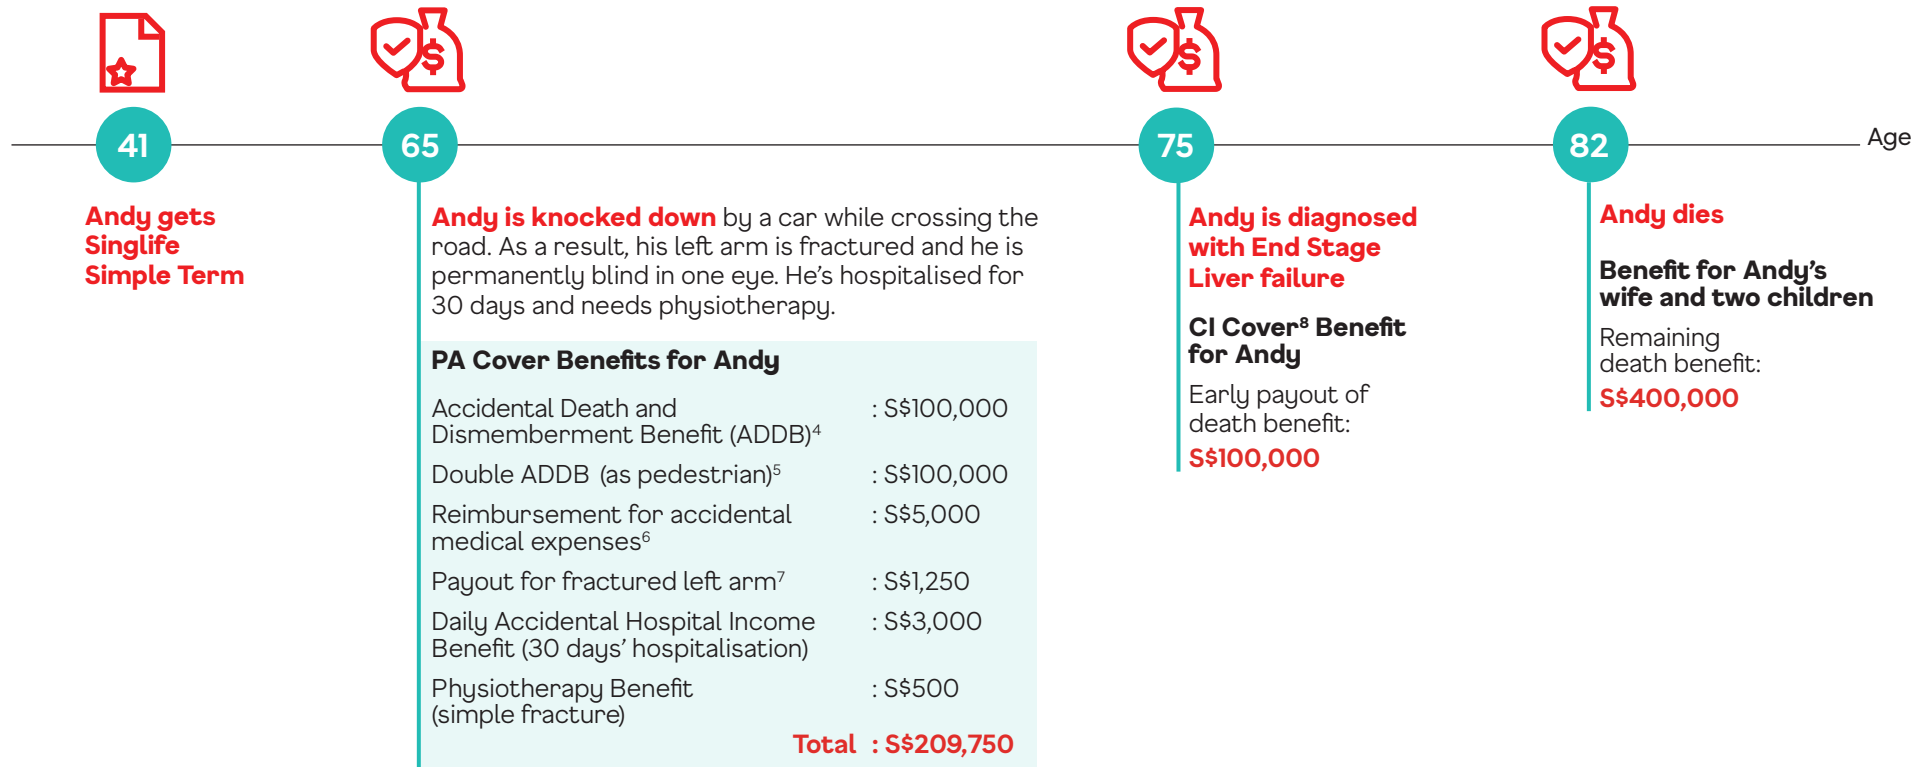 41
65
75
82
Age
Andy gets
Singlife
Simple Term
Andy is knocked down by a car while crossing the
road. As a result, his left arm is fractured and he is
permanently blind in one eye. He's hospitalised for
30 days and needs physiotherapy.
PA Cover Benefits for Andy
Accidental Death and : S$100,000
Dismemberment Benefit (ADDB)⁴
Double ADDB (as pedestrian)⁵ : S$100,000
Reimbursement for accidental : S$5,000
medical expenses⁶
Payout for fractured left arm⁷ : S$1,250
Daily Accidental Hospital Income : S$3,000
Benefit (30 days' hospitalisation)
Physiotherapy Benefit : S$500
(simple fracture)
Total : S$209,750
Andy is diagnosed
with End Stage
Liver failure
CI Cover⁸ Benefit
for Andy
Early payout of
death benefit:
S$100,000
Andy dies
Benefit for Andy's
wife and two children
Remaining
death benefit:
S$400,000